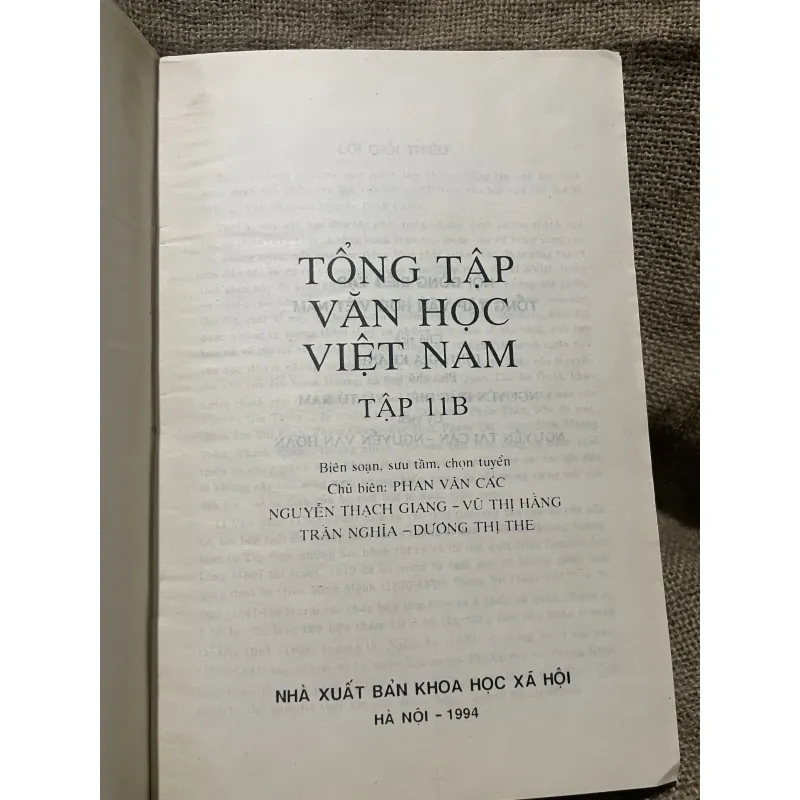 TỔNG TẬP
VĂN HỌC
VIỆT NAM
TẬP 11B
Biên soạn, sưu tầm, chọn tuyển
Chủ biên: PHAN VĂN CÁC
NGUYỄN THẠCH GIANG – VŨ THỊ HẰNG
TRẦN NGHĨA – DƯƠNG THỊ THE
NHÀ XUẤT BẢN KHOA HỌC XÃ HỘI
HÀ NỘI – 1994